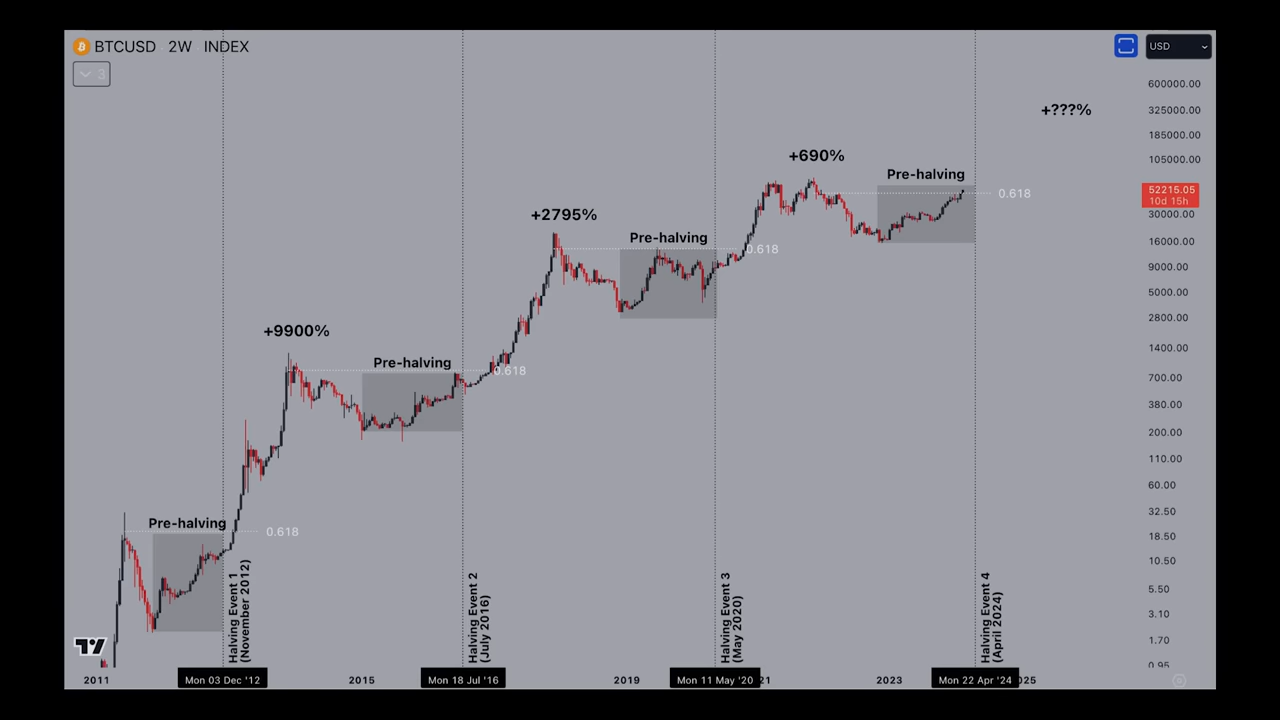 BTCUSD 2W INDEX
USD
3
600000.00
+???%
325000.00
185000.00
+690%
105000.00
Pre-halving
52215.05
10d 15h
0.618
+2795%
30000.00
Pre-halving
16000.00
0.618
9000.00
5000.00
2800.00
+9900%
1400.00
Pre-halving
0.618
700.00
380.00
200.00
110.00
60.00
32.50
Pre-halving
0.618
18.50
10.50
5.50
3.10
1.70
0.95
Halving Event 1
(November 2012)
Halving Event 2
(July 2016)
Halving Event 3
(May 2020)
Halving Event 4
(April 2024)
2011
Mon 03 Dec '12
2015
Mon 18 Jul '16
2019
Mon 11 May '20
21
2023
Mon 22 Apr '24
025